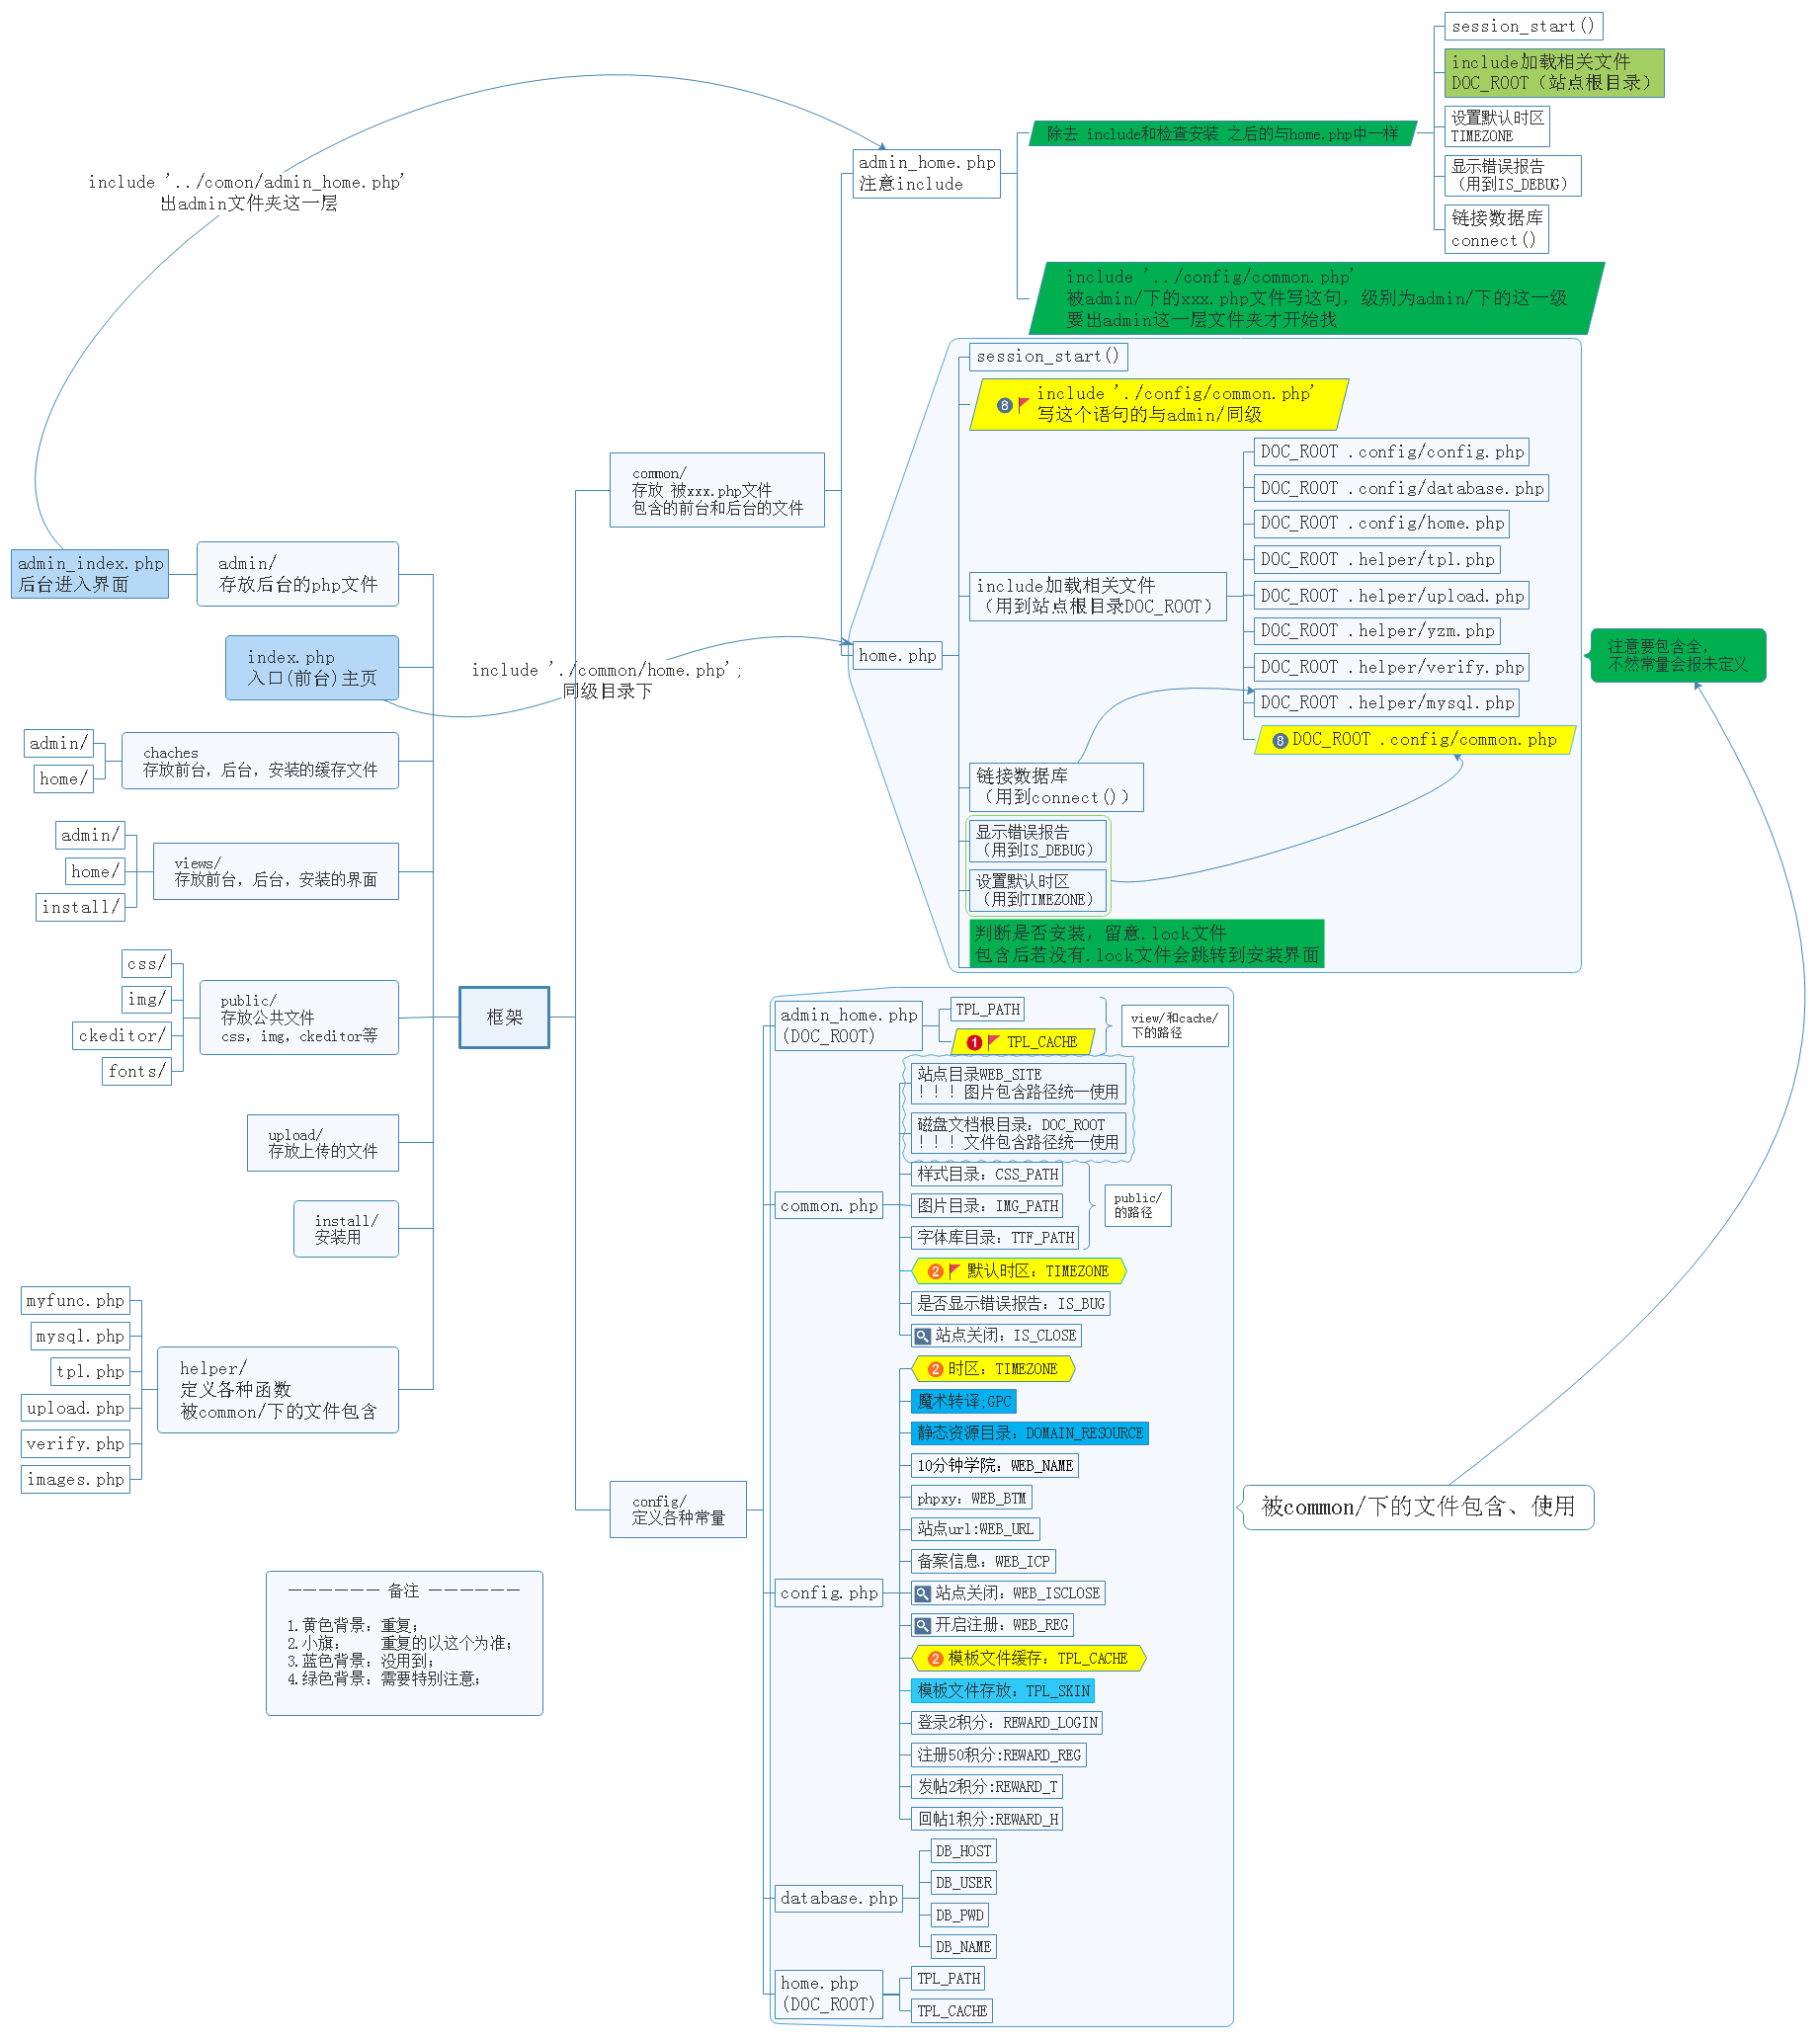 session_start()
include加载相关文件
DOC_ROOT（站点根目录）
设置默认时区
TIMEZONE
显示错误报告
（用到IS_DEBUG）
链接数据库
connect()
除去 include和检查安装 之后的与home.php中一样
admin_home.php
注意include
include '../comon/admin_home.php'
出admin文件夹这一层
include '../config/common.php'
被admin/下的xxx.php文件写这句，级别为admin/下的这一级
要出admin这一层文件夹才开始找
session_start()
8 include './config/common.php'
写这个语句的与admin/同级
common/
存放 被xxx.php文件
包含的前台和后台的文件
DOC_ROOT .config/config.php
DOC_ROOT .config/database.php
DOC_ROOT .config/home.php
DOC_ROOT .helper/tpl.php
DOC_ROOT .helper/upload.php
DOC_ROOT .helper/yzm.php
DOC_ROOT .helper/verify.php
DOC_ROOT .helper/mysql.php
8 DOC_ROOT .config/common.php
include加载相关文件
（用到站点根目录DOC_ROOT）
home.php
注意要包含全，
不然常量会报未定义
链接数据库
（用到connect()）
显示错误报告
（用到IS_DEBUG）
设置默认时区
（用到TIMEZONE）
判断是否安装，留意.lock文件
包含后若没有.lock文件会跳转到安装界面
admin_index.php
后台进入界面
admin/
存放后台的php文件
index.php
入口(前台)主页
include './common/home.php';
同级目录下
admin/
home/
chaches
存放前台，后台，安装的缓存文件
admin/
home/
install/
views/
存放前台，后台，安装的界面
css/
img/
ckeditor/
fonts/
public/
存放公共文件
css，img，ckeditor等
框架
upload/
存放上传的文件
install/
安装用
myfunc.php
mysql.php
tpl.php
upload.php
verify.php
images.php
helper/
定义各种函数
被common/下的文件包含
config/
定义各种常量
admin_home.php
(DOC_ROOT)
TPL_PATH
1 TPL_CACHE
view/和cache/
下的路径
common.php
站点目录WEB_SITE
！！！图片包含路径统一使用
磁盘文档根目录：DOC_ROOT
！！！文件包含路径统一使用
样式目录：CSS_PATH
图片目录：IMG_PATH
字体库目录：TTF_PATH
public/
的路径
2 默认时区：TIMEZONE
是否显示错误报告：IS_BUG
站点关闭：IS_CLOSE
config.php
2 时区：TIMEZONE
魔术转译;GPC
静态资源目录：DOMAIN_RESOURCE
10分钟学院：WEB_NAME
phpxy：WEB_BTM
站点url:WEB_URL
备案信息：WEB_ICP
站点关闭：WEB_ISCLOSE
开启注册：WEB_REG
2 模板文件缓存：TPL_CACHE
模板文件存放：TPL_SKIN
登录2积分：REWARD_LOGIN
注册50积分:REWARD_REG
发帖2积分:REWARD_T
回帖1积分:REWARD_H
被common/下的文件包含、使用
database.php
DB_HOST
DB_USER
DB_PWD
DB_NAME
home.php
(DOC_ROOT)
TPL_PATH
TPL_CACHE
—————— 备注 ——————
1.黄色背景：重复；
2.小旗： 重复的以这个为准；
3.蓝色背景：没用到；
4.绿色背景：需要特别注意；